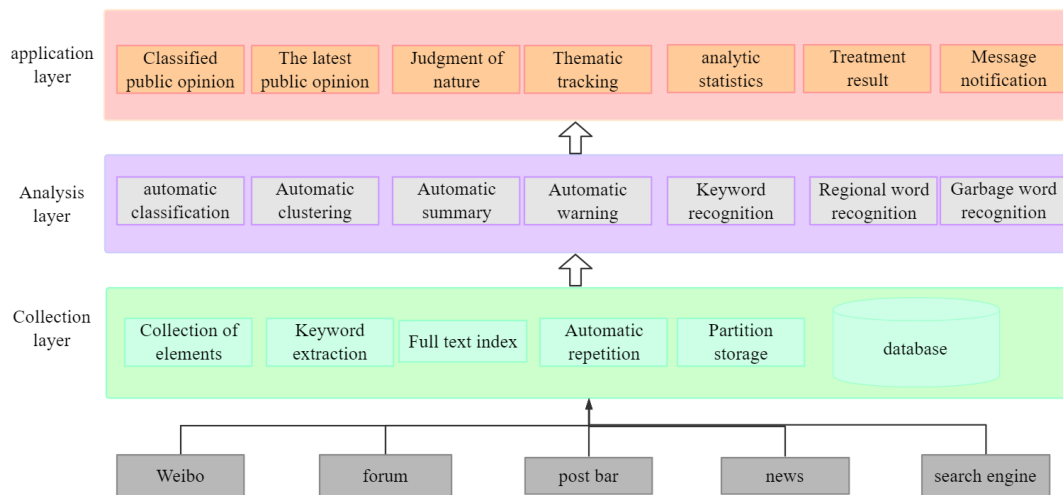 application
layer
Classified
public opinion
The latest
public opinion
Judgment of
nature
Thematic
tracking
analytic
statistics
Treatment
result
Message
notification
Analysis
layer
automatic
classification
Automatic
clustering
Automatic
summary
Automatic
warning
Keyword
recognition
Regional word
recognition
Garbage word
recognition
Collection
layer
Collection of
elements
Keyword
extraction
Full text index
Automatic
repetition
Partition
storage
database
Weibo
forum
post bar
news
search engine